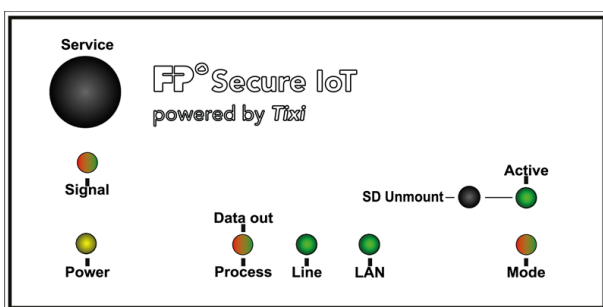 Service
FP Secure IoT
powered by Tixi
Signal
Active
SD Unmount
Data out
Power
Process
Line
LAN
Mode